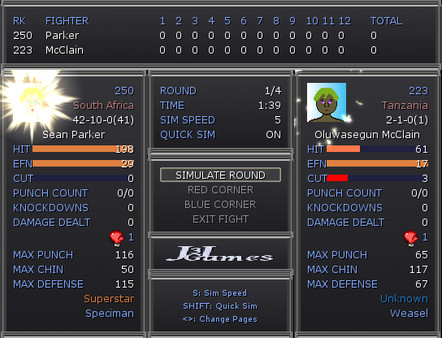 RK FIGHTER 1 2 3 4 5 6 7 8 9 10 11 12 TOTAL
250 Parker 0 0 0 0 0 0 0 0 0 0 0 0 0
223 McClain 0 0 0 0 0 0 0 0 0 0 0 0 0
250
South Africa
42-10-0(41)
Sean Parker
HIT 198
EFN 29
CUT 0
PUNCH COUNT 0/0
KNOCKDOWNS 0
DAMAGE DEALT 0
1
MAX PUNCH 116
MAX CHIN 50
MAX DEFENSE 115
Superstar
Speciman
ROUND 1/4
TIME 1:39
SIM SPEED 5
QUICK SIM ON
SIMULATE ROUND
RED CORNER
BLUE CORNER
EXIT FIGHT
J&J Games
S: Sim Speed
SHIFT: Quick Sim
<>: Change Pages
223
Tanzania
2-1-0(1)
Oluwasegun McClain
HIT 61
EFN 17
CUT 3
PUNCH COUNT 0/0
KNOCKDOWNS 0
DAMAGE DEALT 0
1
MAX PUNCH 65
MAX CHIN 117
MAX DEFENSE 67
Unknown
Weasel